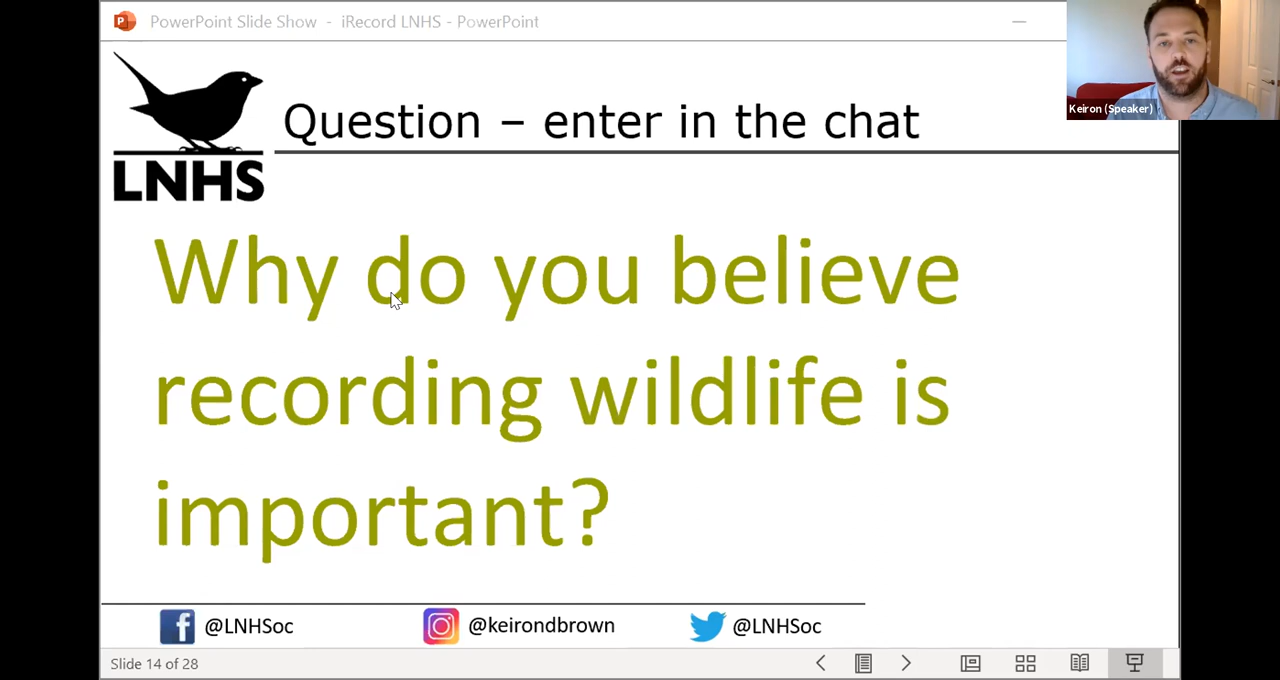 PowerPoint Slide Show - iRecord LNHS - PowerPoint
Keiron (Speaker)
LNHS
Question – enter in the chat
Why do you believe
recording wildlife is
important?
@LNHSoc
@keirondbrown
@LNHSoc
Slide 14 of 28